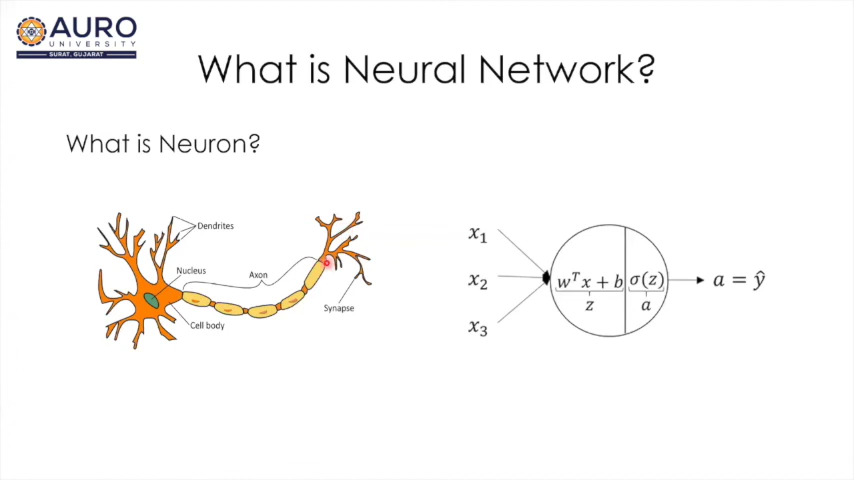 AURO
UNIVERSITY
SURAT, GUJARAT
What is Neural Network?
What is Neuron?
Dendrites
Nucleus
Axon
Synapse
Cell body
x₁
x₂
x₃
wᵀx + b
z
σ(z)
a
a = ŷ